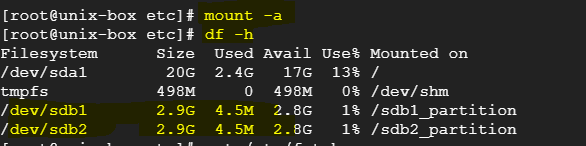 [root@unix-box etc]# mount -a
[root@unix-box etc]# df -h
Filesystem Size Used Avail Use% Mounted on
/dev/sda1 20G 2.4G 17G 13% /
tmpfs 498M 0 498M 0% /dev/shm
/dev/sdb1 2.9G 4.5M 2.8G 1% /sdb1_partition
/dev/sdb2 2.9G 4.5M 2.8G 1% /sdb2_partition